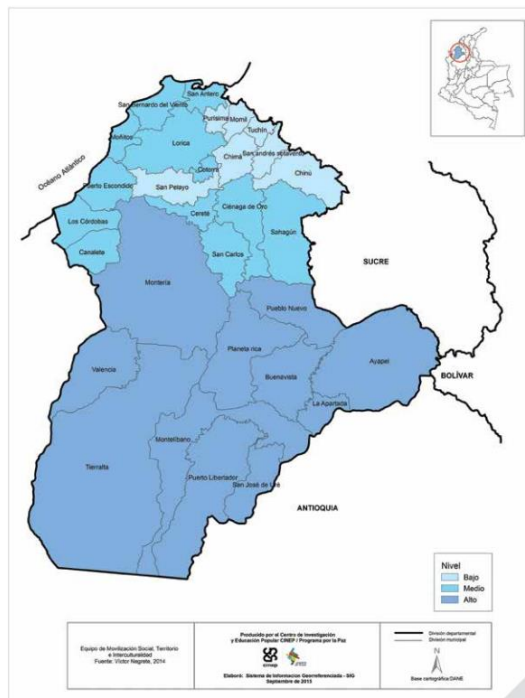 San Antero
San Bernardo del Viento
Purísima
Momil
Moñitos
Tuchín
Lorica
San andrés sotavento
Chimá
Océano Atlántico
Cotorra
Chinú
Puerto Escondido
San Pelayo
Cereté
Ciénaga de Oro
Los Córdobas
Sahagún
Canalete
San Carlos
SUCRE
Montería
Pueblo Nuevo
Planeta rica
Ayapel
Valencia
Buenavista
BOLÍVAR
La Apartada
Montelíbano
Tierralta
Puerto Libertador
San José de Uré
ANTIOQUIA
Nivel
Bajo
Medio
Alto
Equipo de Movilización Social, Territorio
e Interculturalidad
Fuente: Víctor Negrete, 2014
Producido por el Centro de Investigación
y Educación Popular CINEP / Programa por la Paz
cinep
Elaboró: Sistema de Informacion Georreferenciada - SIG
Septiembre de 2015
División departamental
División municipal
N
Base cartográfica:DANE